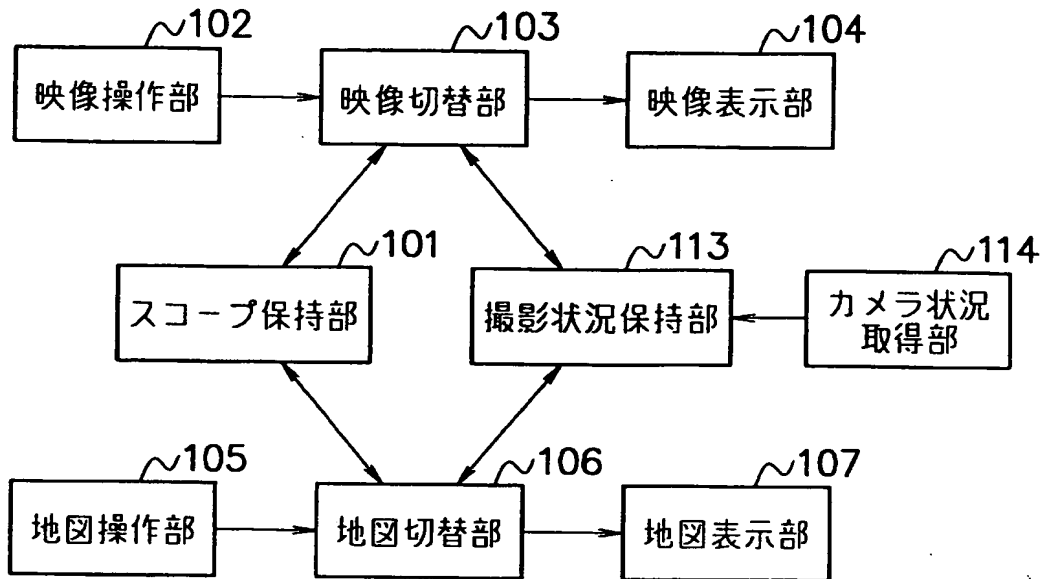 102
映像操作部
103
映像切替部
104
映像表示部
101
スコープ保持部
113
撮影状況保持部
114
カメラ状況
取得部
105
地図操作部
106
地図切替部
107
地図表示部